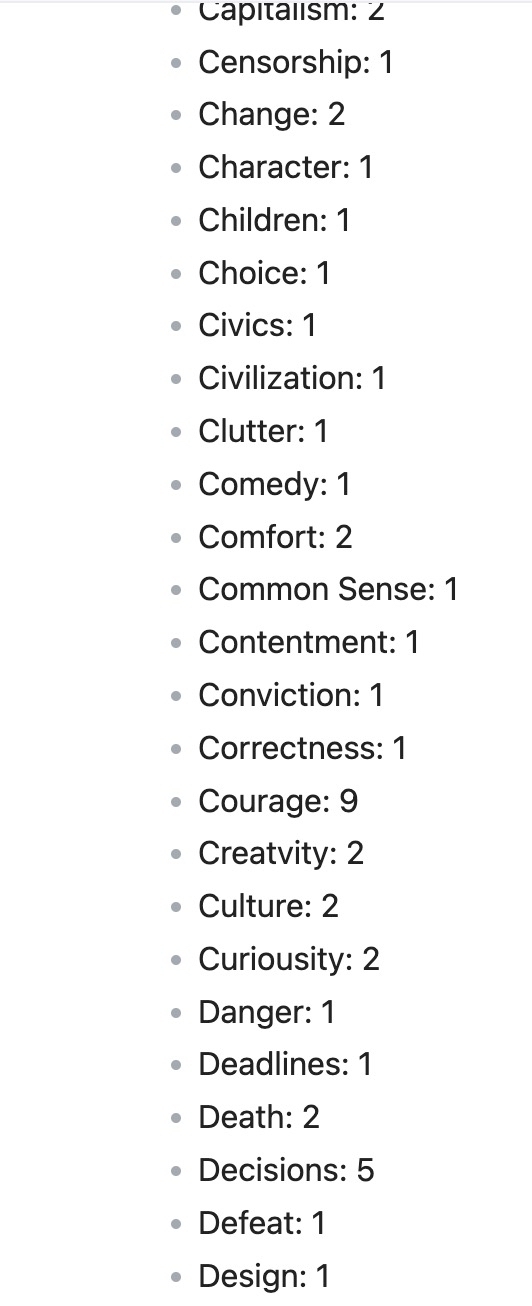 Capitalism: 2
Censorship: 1
Change: 2
Character: 1
Children: 1
Choice: 1
Civics: 1
Civilization: 1
Clutter: 1
Comedy: 1
Comfort: 2
Common Sense: 1
Contentment: 1
Conviction: 1
Correctness: 1
Courage: 9
Creatvity: 2
Culture: 2
Curiousity: 2
Danger: 1
Deadlines: 1
Death: 2
Decisions: 5
Defeat: 1
Design: 1